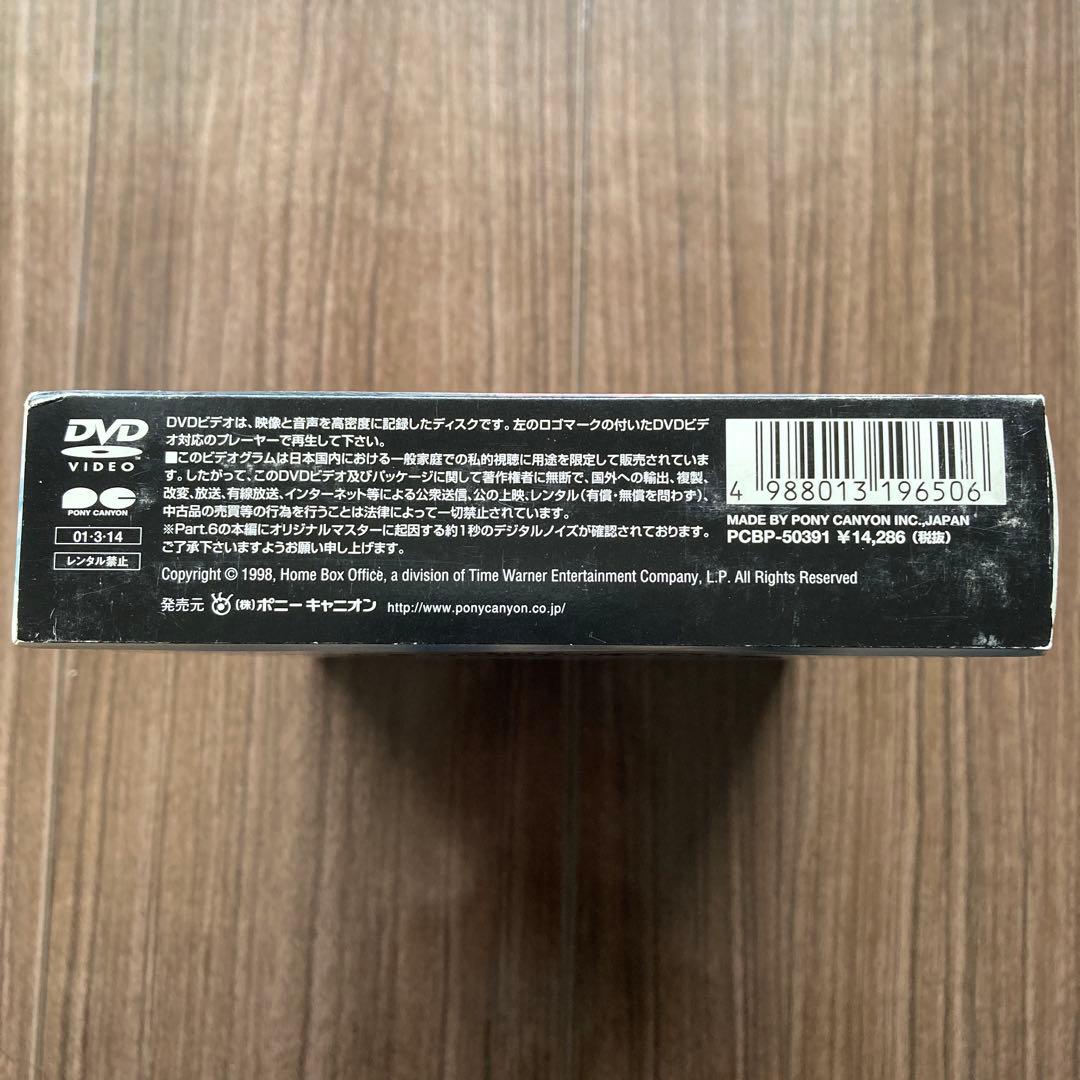 DVD
VIDEO
PONY CANYON
01・3・14
レンタル禁止
DVDビデオは、映像と音声を高密度に記録したディスクです。左のロゴマークの付いたDVDビデ
オ対応のプレーヤーで再生して下さい。
■このビデオグラムは日本国内における一般家庭での私的視聴に用途を限定して販売されていま
す。したがって、このDVDビデオ及びパッケージに関して著作権者に無断で、国外への輸出、複製、
改変、放送、有線放送、インターネット等による公衆送信、公の上映、レンタル(有償・無償を問わず)、
中古品の売買等の行為を行うことは法律によって一切禁止されています。
※Part.6の本編にオリジナルマスターに起因する約1秒のデジタルノイズが確認されております。
ご了承下さいますようお願い申し上げます。
Copyright © 1998, Home Box Office, a division of Time Warner Entertainment Company, L.P. All Rights Reserved
発売元 (株)ポニーキャニオン http://www.ponycanyon.co.jp/
4 988013 196506
MADE BY PONY CANYON INC.,JAPAN
PCBP-50391 ¥14,286 (税抜)